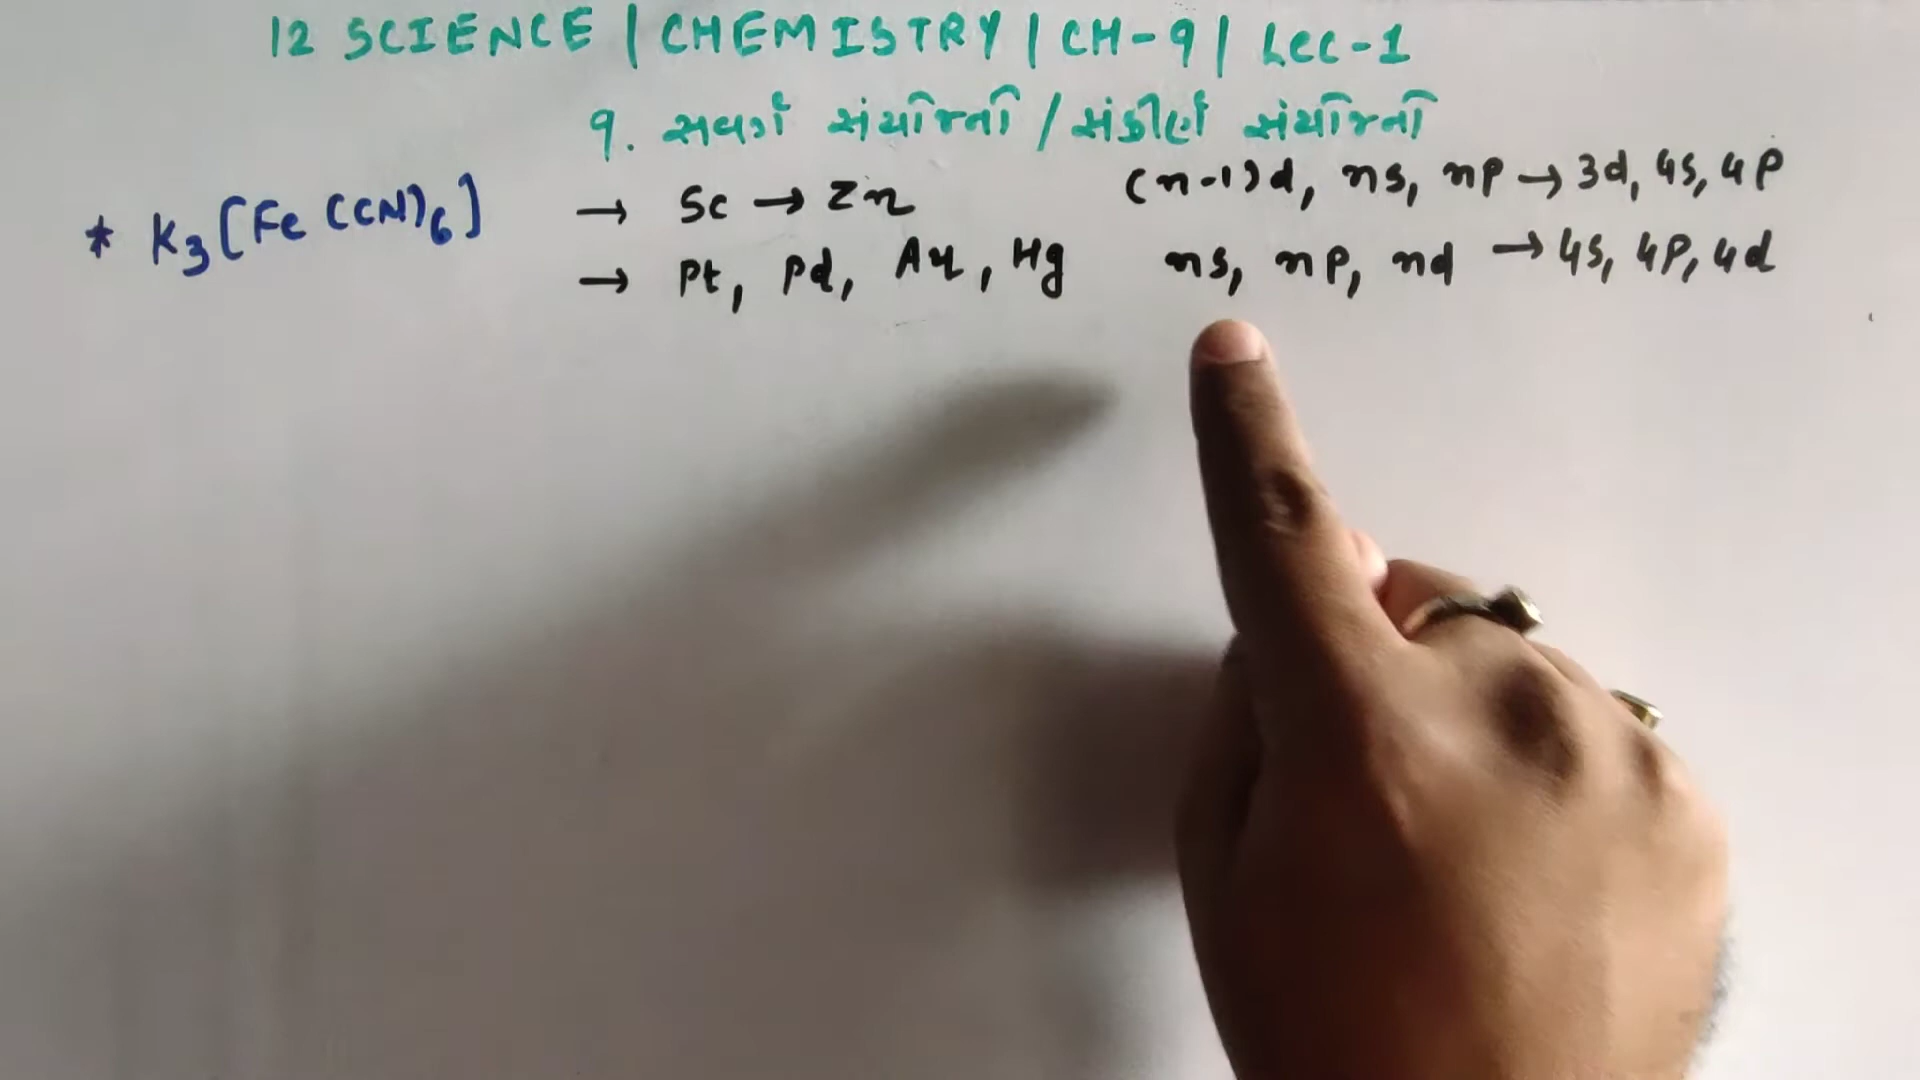 12 SCIENCE | CHEMISTRY | CH-9 | Lec-1
9. સવર્ગ સંયોજનો / સંકીર્ણ સંયોજનો
* K3[Fe(CN)6] → Sc → Zn (n-1)d, ns, np → 3d, 4s, 4p
→ Pt, Pd, Au, Hg ns, np, nd → 4s, 4p, 4d